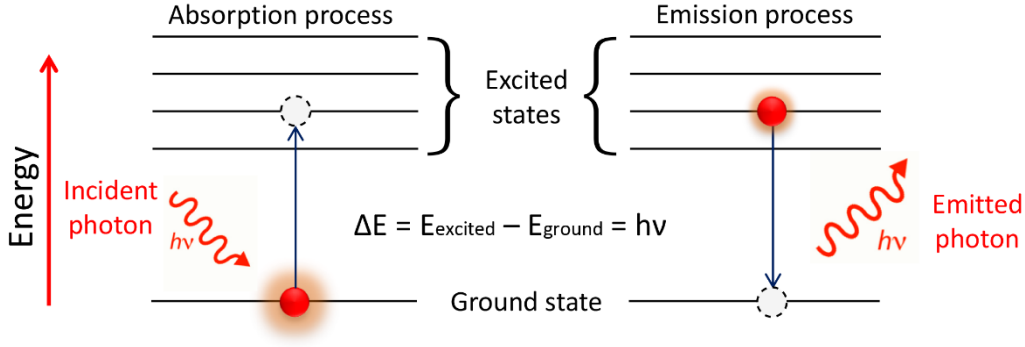 Absorption process
Emission process
Energy
Excited
states
Incident
photon
hν
ΔE = Eexcited – Eground = hν
Emitted
photon
hν
Ground state